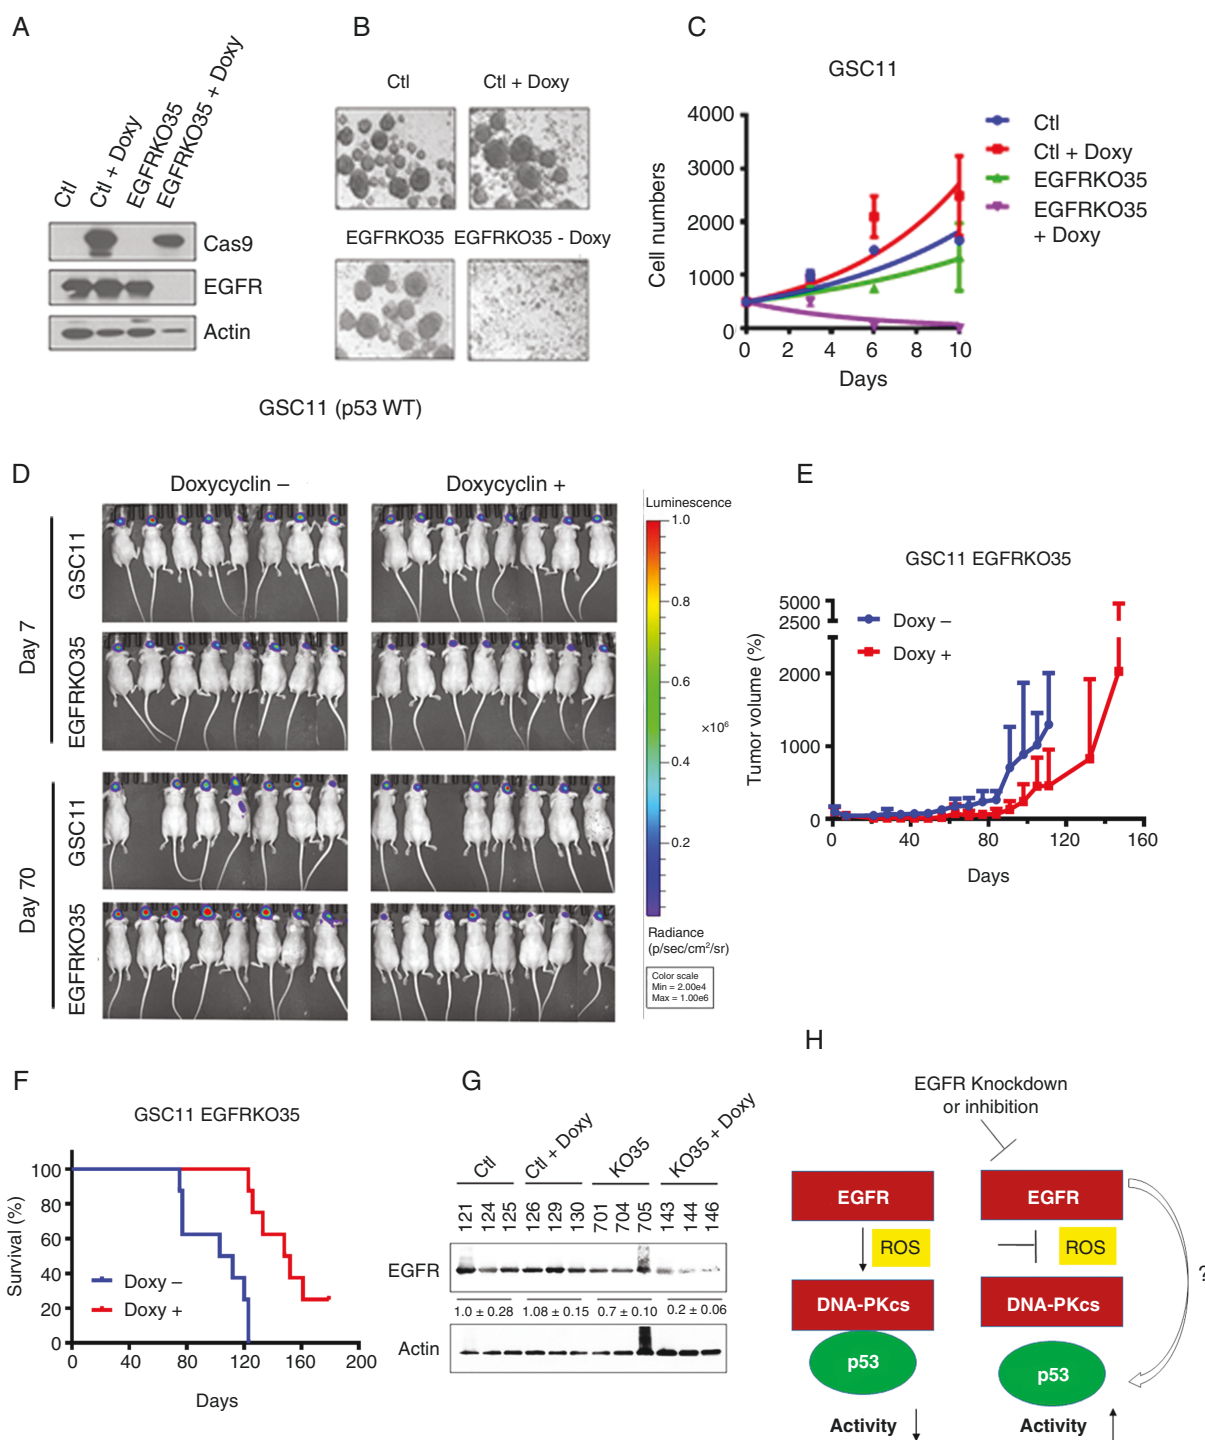 A
Ctl
Ctl + Doxy
EGFRKO35
EGFRKO35 + Doxy
Cas9
EGFR
Actin
B
Ctl
Ctl + Doxy
EGFRKO35
EGFRKO35 - Doxy
GSC11 (p53 WT)
C
GSC11
4000
3000
2000
1000
0
Cell numbers
0
2
4
6
8
10
Days
Ctl
Ctl + Doxy
EGFRKO35
EGFRKO35
+ Doxy
D
Doxycyclin –
Doxycyclin +
Day 7
GSC11
EGFRKO35
Day 70
GSC11
EGFRKO35
Luminescence
1.0
0.8
0.6
×10⁶
0.4
0.2
Radiance
(p/sec/cm²/sr)
Color scale
Min = 2.00e4
Max = 1.00e6
E
GSC11 EGFRKO35
5000
2500
2000
1000
0
Tumor volume (%)
Doxy –
Doxy +
0
40
80
120
160
Days
F
GSC11 EGFRKO35
100
80
60
40
20
0
Survival (%)
Doxy –
Doxy +
0
40
80
120
160
200
Days
G
Ctl
Ctl + Doxy
KO35
KO35 + Doxy
121
124
125
126
129
130
701
704
705
143
144
146
EGFR
1.0 ± 0.28
1.08 ± 0.15
0.7 ± 0.10
0.2 ± 0.06
Actin
H
EGFR Knockdown
or inhibition
EGFR
EGFR
ROS
ROS
DNA-PKcs
DNA-PKcs
p53
p53
?
Activity
Activity